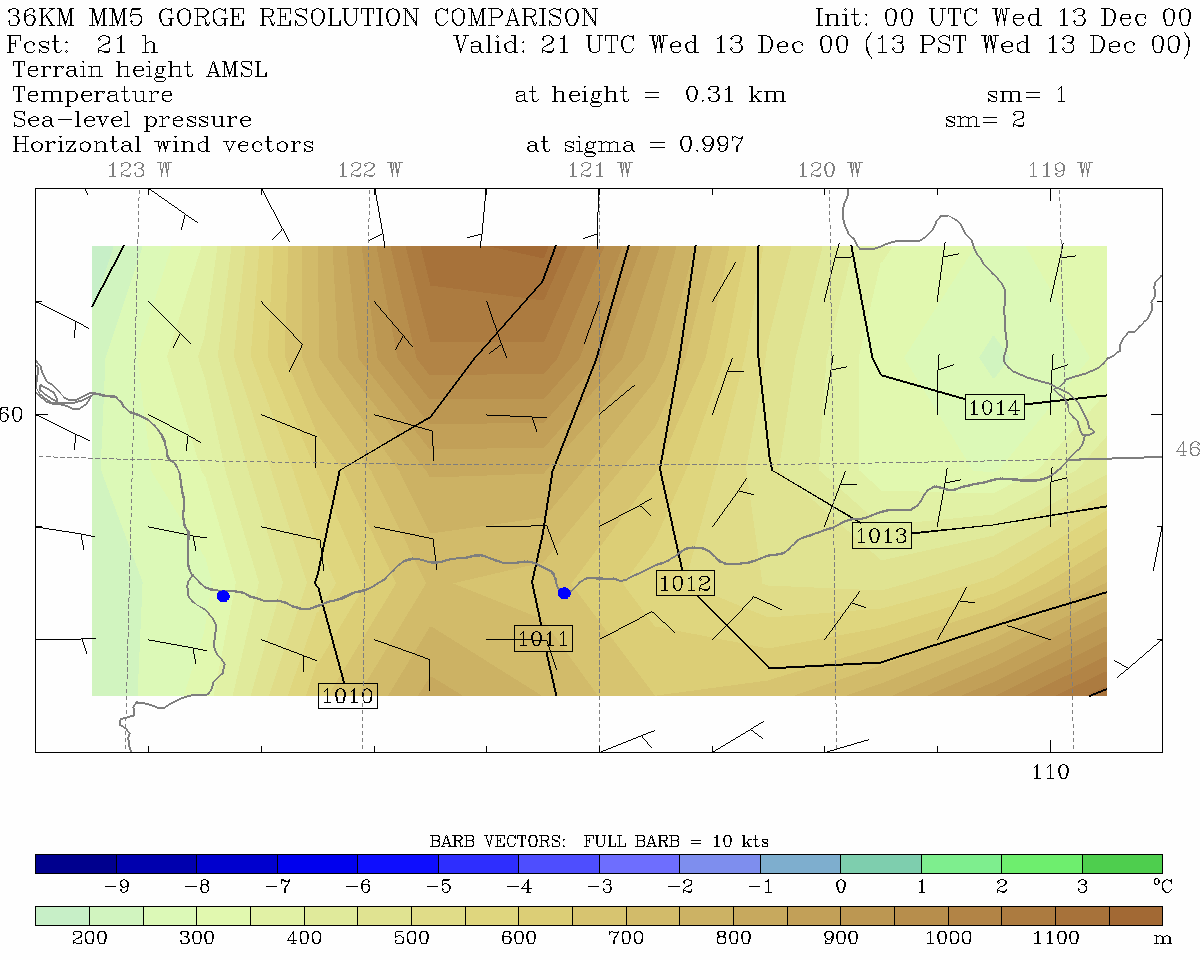 36KM MM5 GORGE RESOLUTION COMPARISON Init: 00 UTC Wed 13 Dec 00
Fcst: 21 h Valid: 21 UTC Wed 13 Dec 00 (13 PST Wed 13 Dec 00)
Terrain height AMSL
Temperature at height = 0.31 km sm= 1
Sea-level pressure sm= 2
Horizontal wind vectors at sigma = 0.997
123 W 122 W 121 W 120 W 119 W
1014
60
46
1013
1012
1011
1010
110
BARB VECTORS: FULL BARB = 10 kts
-9 -8 -7 -6 -5 -4 -3 -2 -1 0 1 2 3 °C
200 300 400 500 600 700 800 900 1000 1100 m